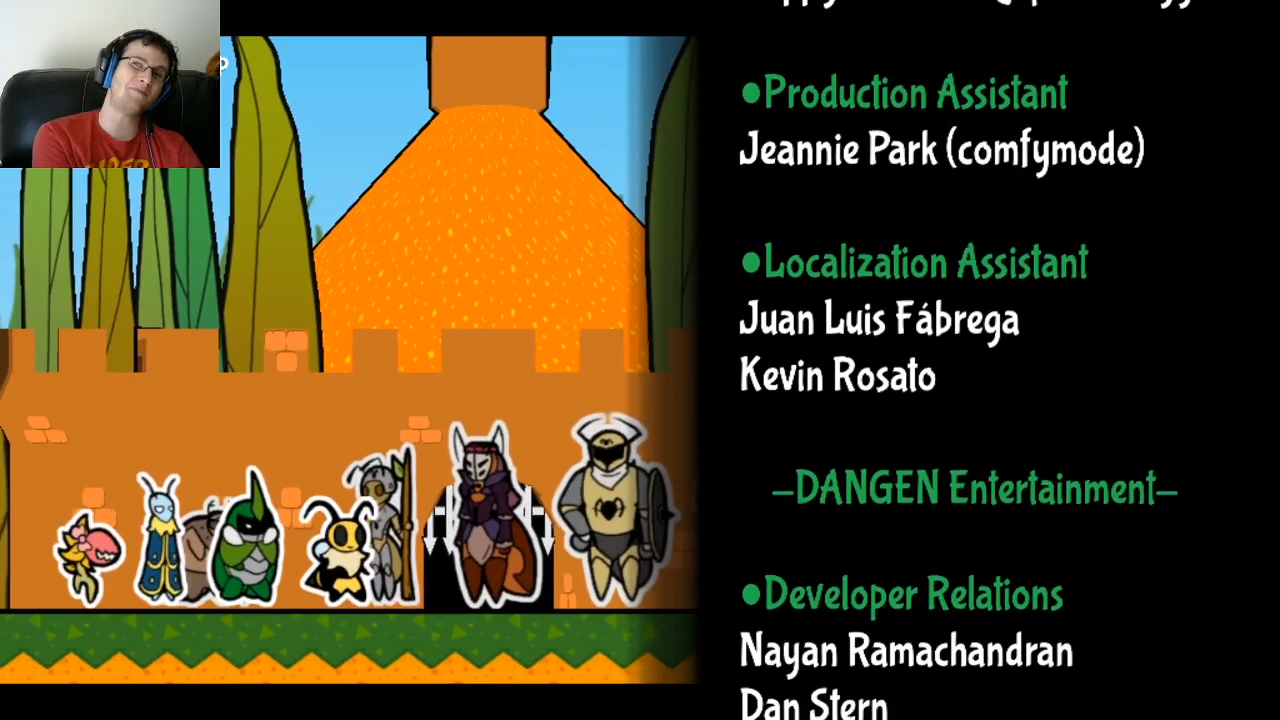 ●Production Assistant
Jeannie Park (comfymode)
●Localization Assistant
Juan Luis Fábrega
Kevin Rosato
–DANGEN Entertainment–
●Developer Relations
Nayan Ramachandran
Dan Stern